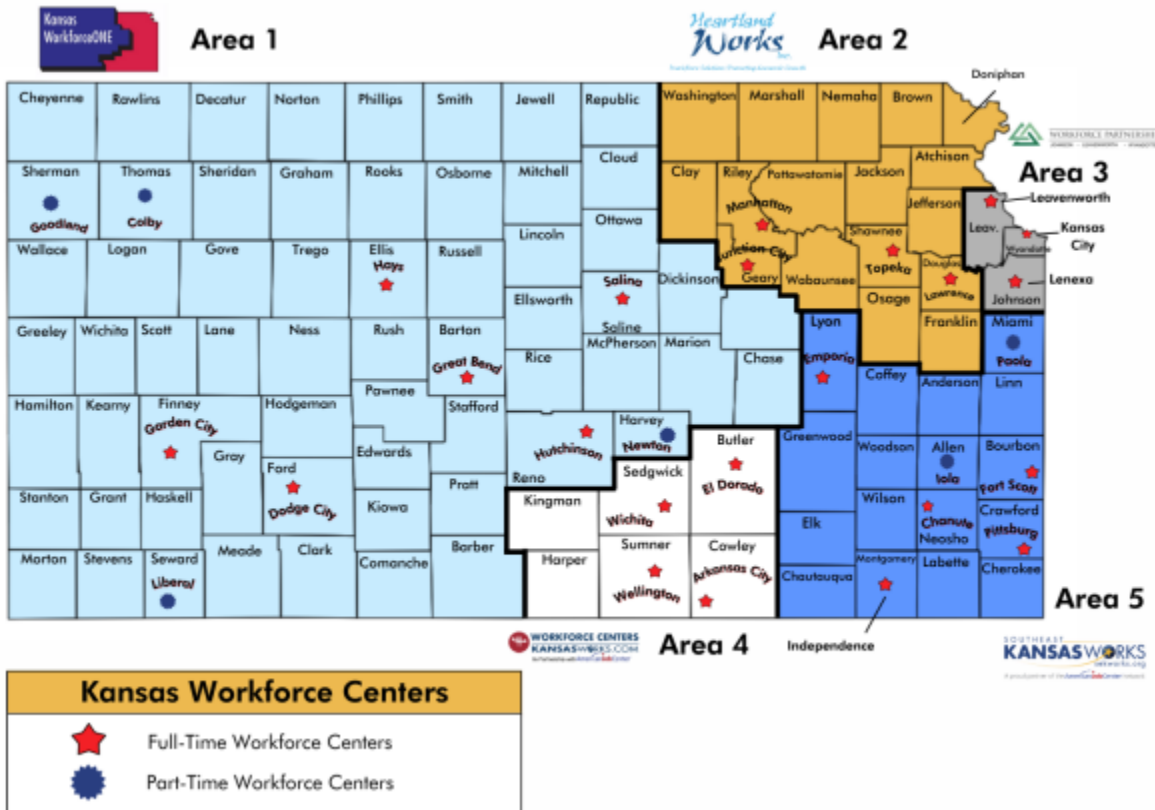 Kansas
WorkforceONE
Area 1
Heartland
Works
Inc.
Area 2
Doniphan
Cheyenne Rawlins Decatur Norton Phillips Smith Jewell Republic Washington Marshall Nemaha Brown
WORKFORCE PARTNERSHIP
Area 3
Sherman Thomas Sheridan Graham Rooks Osborne Mitchell Cloud Clay Riley Pottawatomie Jackson Atchison
Goodland Colby Manhattan Jefferson Leavenworth
Ottawa Leav. Kansas
City
Wallace Logan Gove Trego Ellis Russell Lincoln Shawnee Wyandotte
Hays Junction City Topeka Douglas
Salina Dickinson Geary Wabaunsee Lawrence Lenexa
Ellsworth Saline Osage Johnson
Greeley Wichita Scott Lane Ness Rush Barton McPherson Marion Lyon Franklin Miami
Great Bend Rice Chase Emporia Paola
Pawnee Coffey Anderson Linn
Hamilton Kearny Finney Hodgeman Stafford Harvey
Garden City Hutchinson Newton Butler Greenwood Woodson Allen Bourbon
Gray Edwards Reno Sedgwick El Dorado Iola
Ford Pratt Fort Scott
Stanton Grant Haskell Dodge City Kiowa Kingman Wichita Wilson Chanute Crawford
Elk Neosho Pittsburg
Morton Stevens Seward Meade Clark Comanche Barber Harper Sumner Cowley Montgomery Labette Cherokee
Liberal Wellington Arkansas City Chautauqua
Area 5
WORKFORCE CENTERS
KANSASWORKS.COM
Area 4
Independence
SOUTHEAST
KANSASWORKS
Kansas Workforce Centers
Full-Time Workforce Centers
Part-Time Workforce Centers